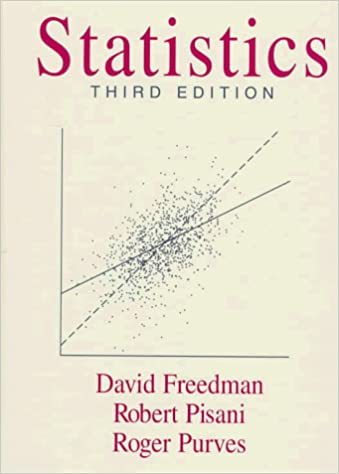 Statistics
THIRD EDITION
David Freedman
Robert Pisani
Roger Purves